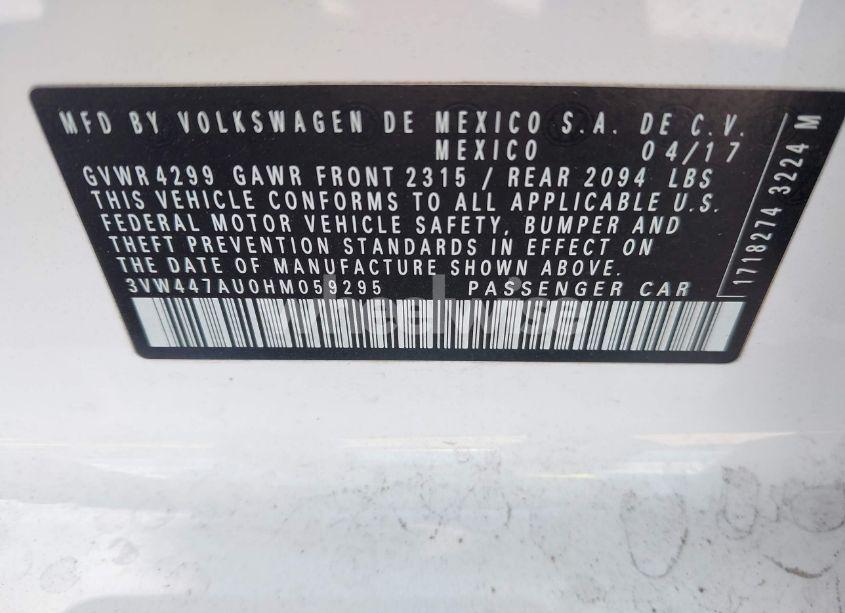 MFD BY VOLKSWAGEN DE MEXICO S.A. DE C.V.
MEXICO 04/17
GVWR 4299 GAWR FRONT 2315 / REAR 2094 LBS
THIS VEHICLE CONFORMS TO ALL APPLICABLE U.S.
FEDERAL MOTOR VEHICLE SAFETY, BUMPER AND
THEFT PREVENTION STANDARDS IN EFFECT ON
THE DATE OF MANUFACTURE SHOWN ABOVE.
3VW447AU0HM059295 PASSENGER CAR
1718274 3224 M
wheelwise